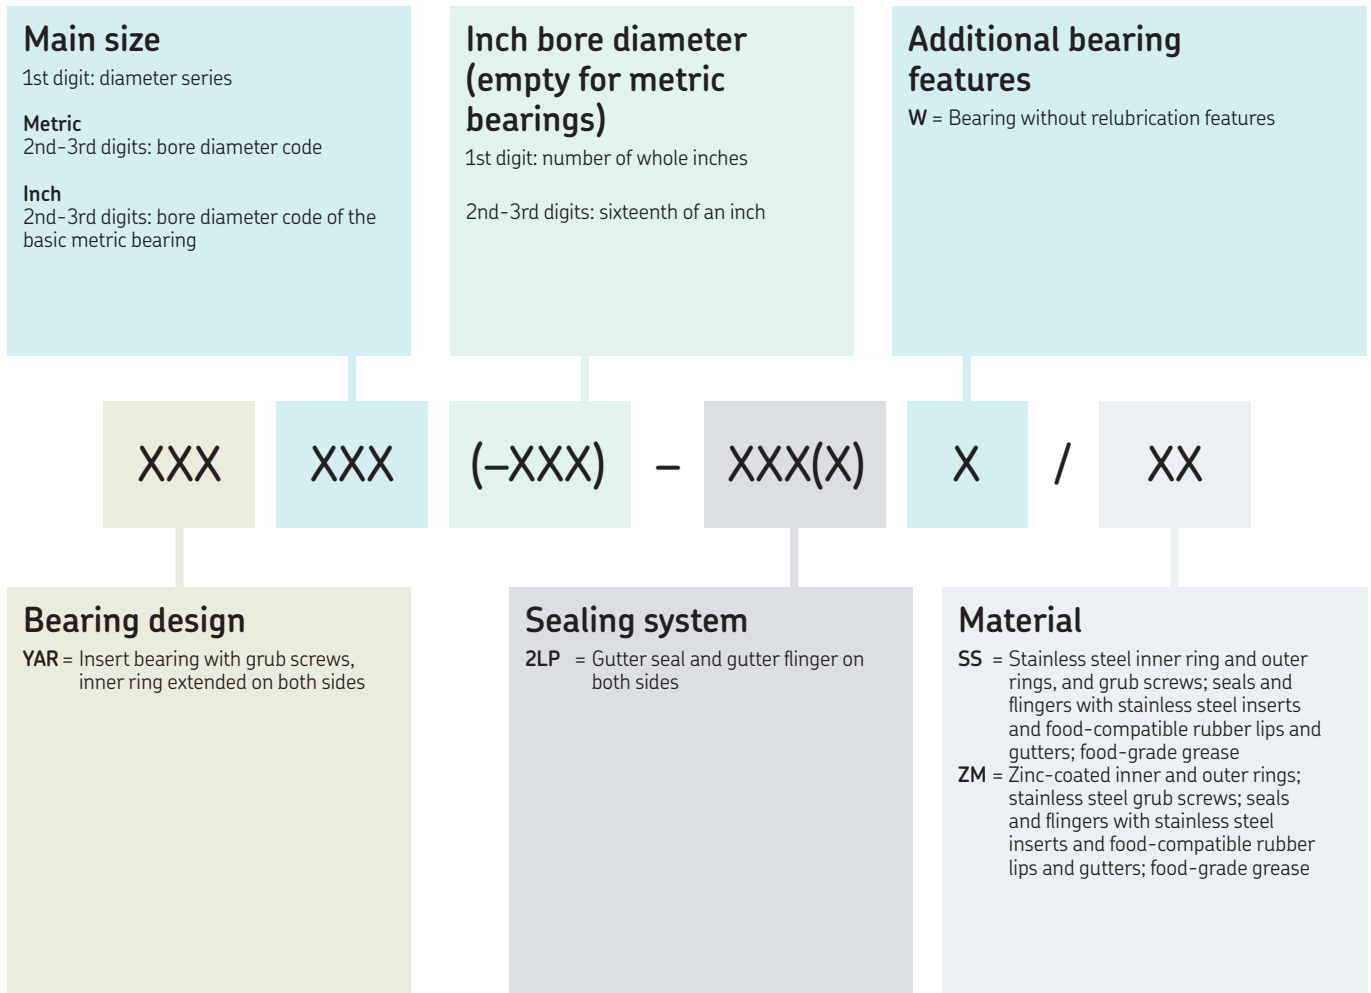 Main size
1st digit: diameter series
Metric
2nd-3rd digits: bore diameter code
Inch
2nd-3rd digits: bore diameter code of the
basic metric bearing
Inch bore diameter
(empty for metric
bearings)
1st digit: number of whole inches
2nd-3rd digits: sixteenth of an inch
Additional bearing
features
W = Bearing without relubrication features
XXX XXX (–XXX) – XXX(X) X / XX
Bearing design
YAR = Insert bearing with grub screws,
inner ring extended on both sides
Sealing system
2LP = Gutter seal and gutter flinger on
both sides
Material
SS = Stainless steel inner ring and outer
rings, and grub screws; seals and
flingers with stainless steel inserts
and food-compatible rubber lips and
gutters; food-grade grease
ZM = Zinc-coated inner and outer rings;
stainless steel grub screws; seals
and flingers with stainless steel
inserts and food-compatible rubber
lips and gutters; food-grade grease